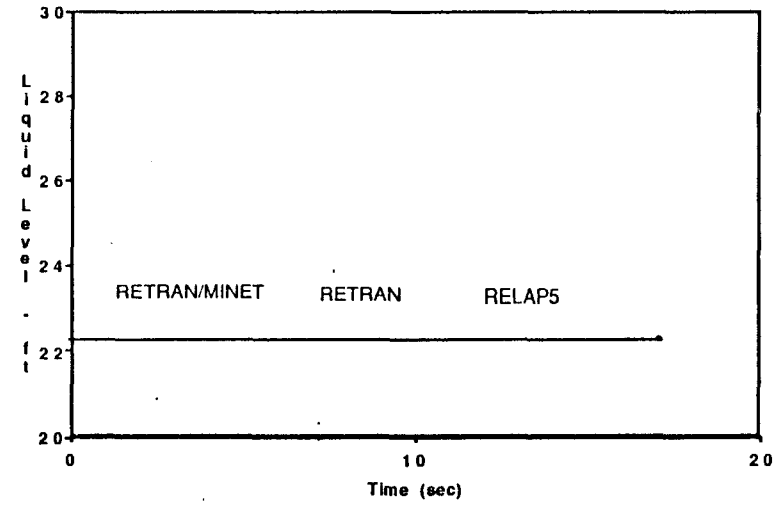 30
28
26
24
22
20
Liquid Level - ft
RETRAN/MINET RETRAN RELAP5
0 10 20
Time (sec)